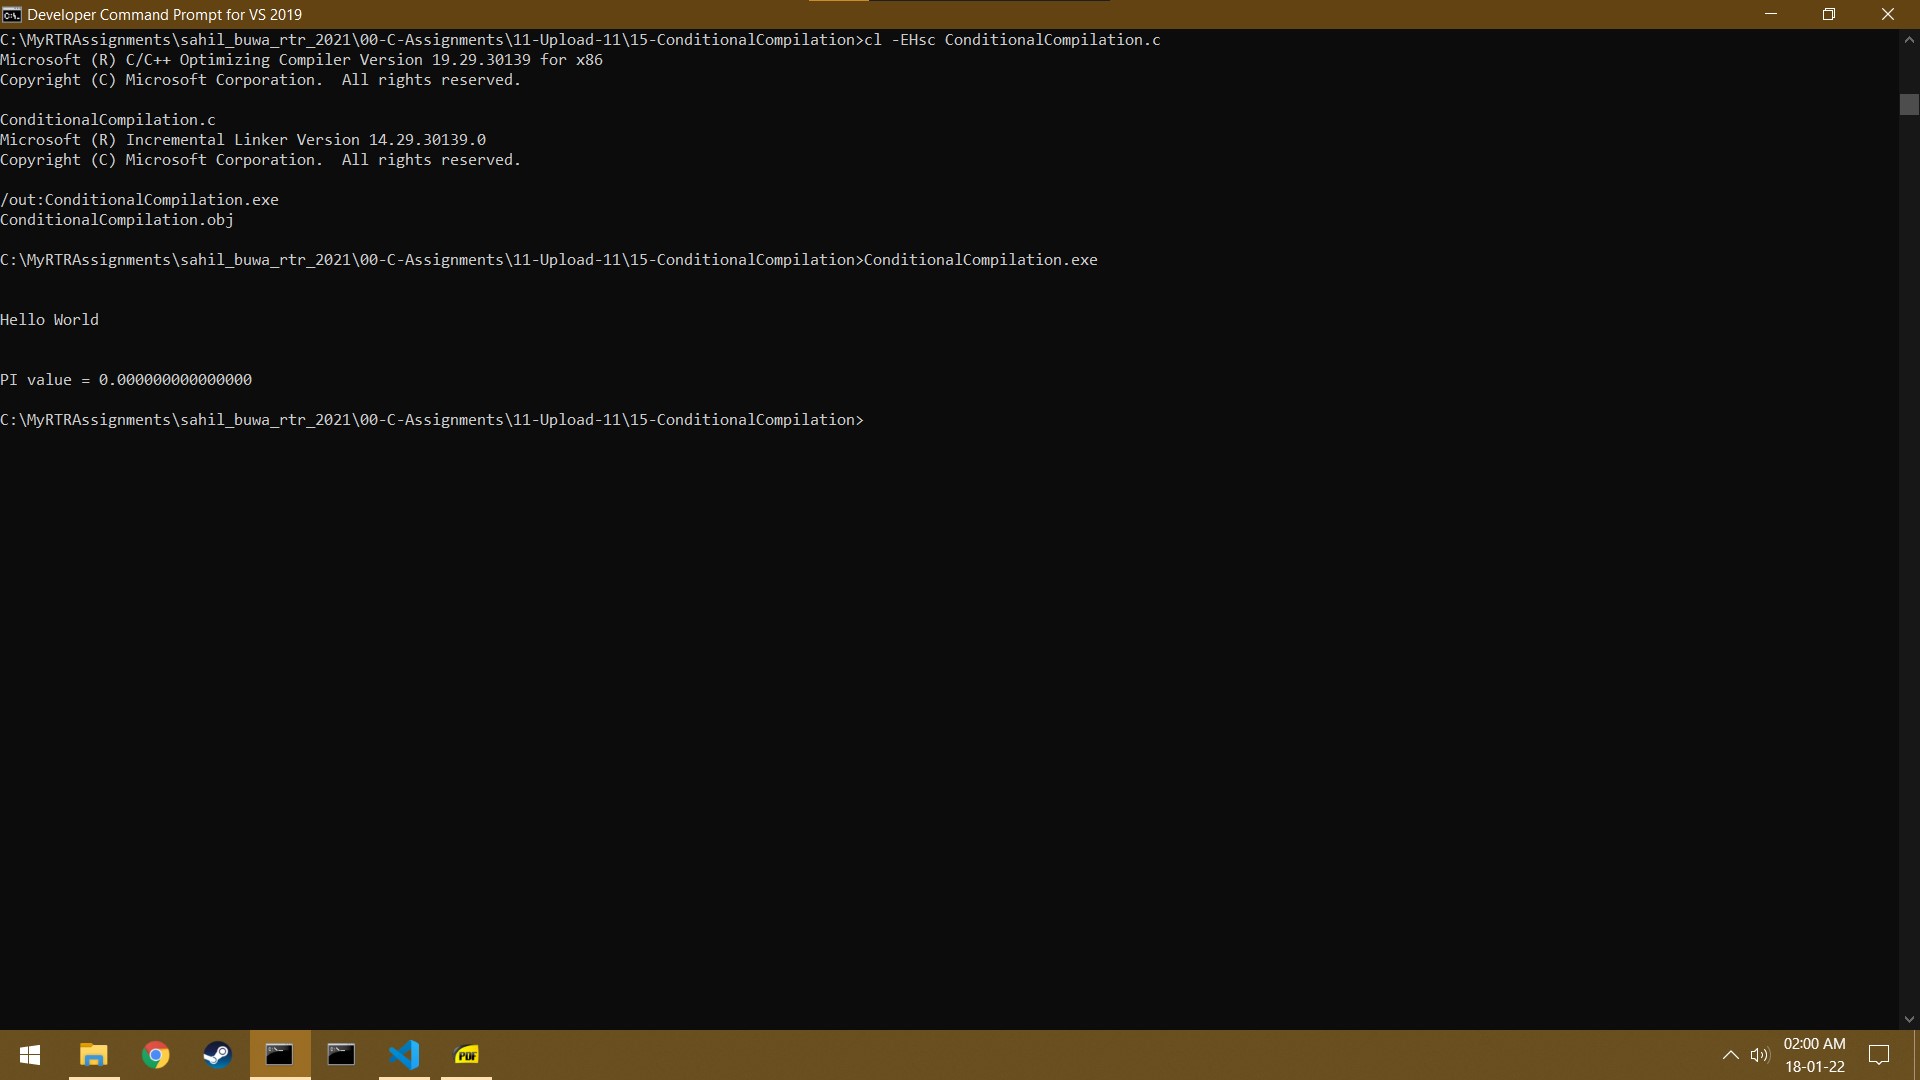 Developer Command Prompt for VS 2019
C:\MyRTRAssignments\sahil_buwa_rtr_2021\00-C-Assignments\11-Upload-11\15-ConditionalCompilation>cl -EHsc ConditionalCompilation.c
Microsoft (R) C/C++ Optimizing Compiler Version 19.29.30139 for x86
Copyright (C) Microsoft Corporation.  All rights reserved.
ConditionalCompilation.c
Microsoft (R) Incremental Linker Version 14.29.30139.0
Copyright (C) Microsoft Corporation.  All rights reserved.
/out:ConditionalCompilation.exe
ConditionalCompilation.obj
C:\MyRTRAssignments\sahil_buwa_rtr_2021\00-C-Assignments\11-Upload-11\15-ConditionalCompilation>ConditionalCompilation.exe
Hello World
PI value = 0.000000000000000
C:\MyRTRAssignments\sahil_buwa_rtr_2021\00-C-Assignments\11-Upload-11\15-ConditionalCompilation>
PDF
02:00 AM
18-01-22